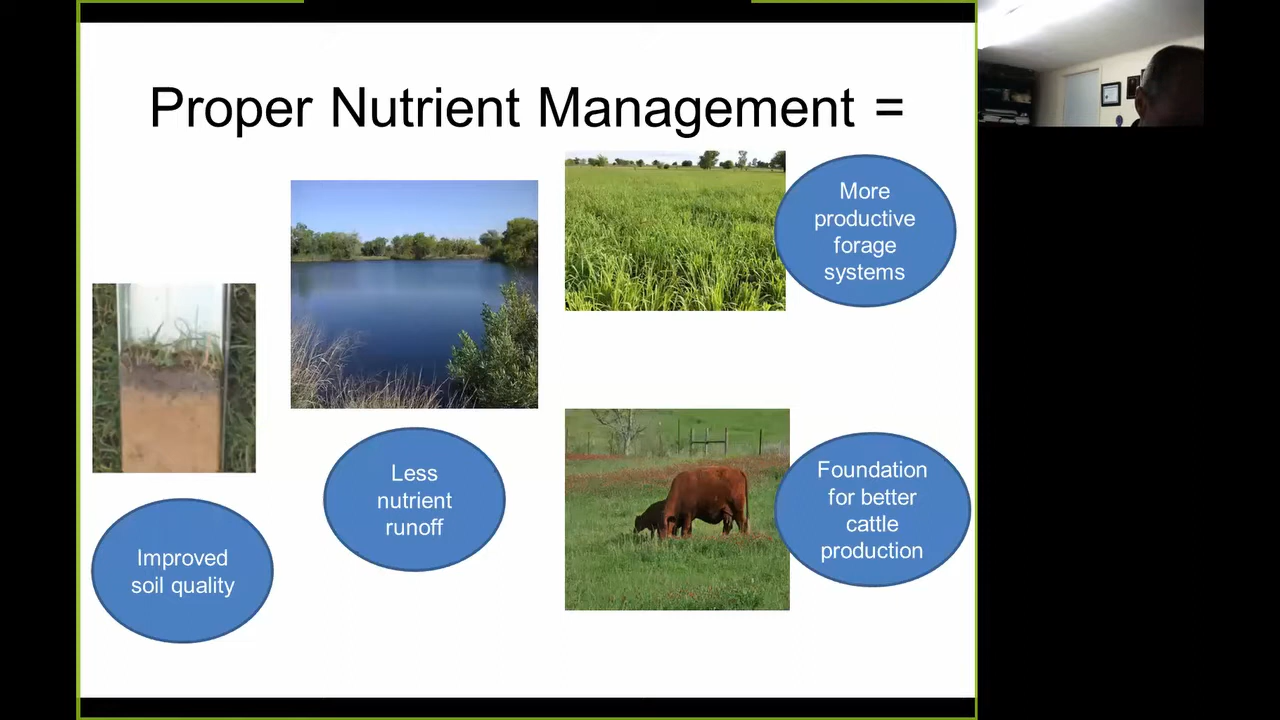 Proper Nutrient Management =
More
productive
forage
systems
Less
nutrient
runoff
Foundation
for better
cattle
production
Improved
soil quality